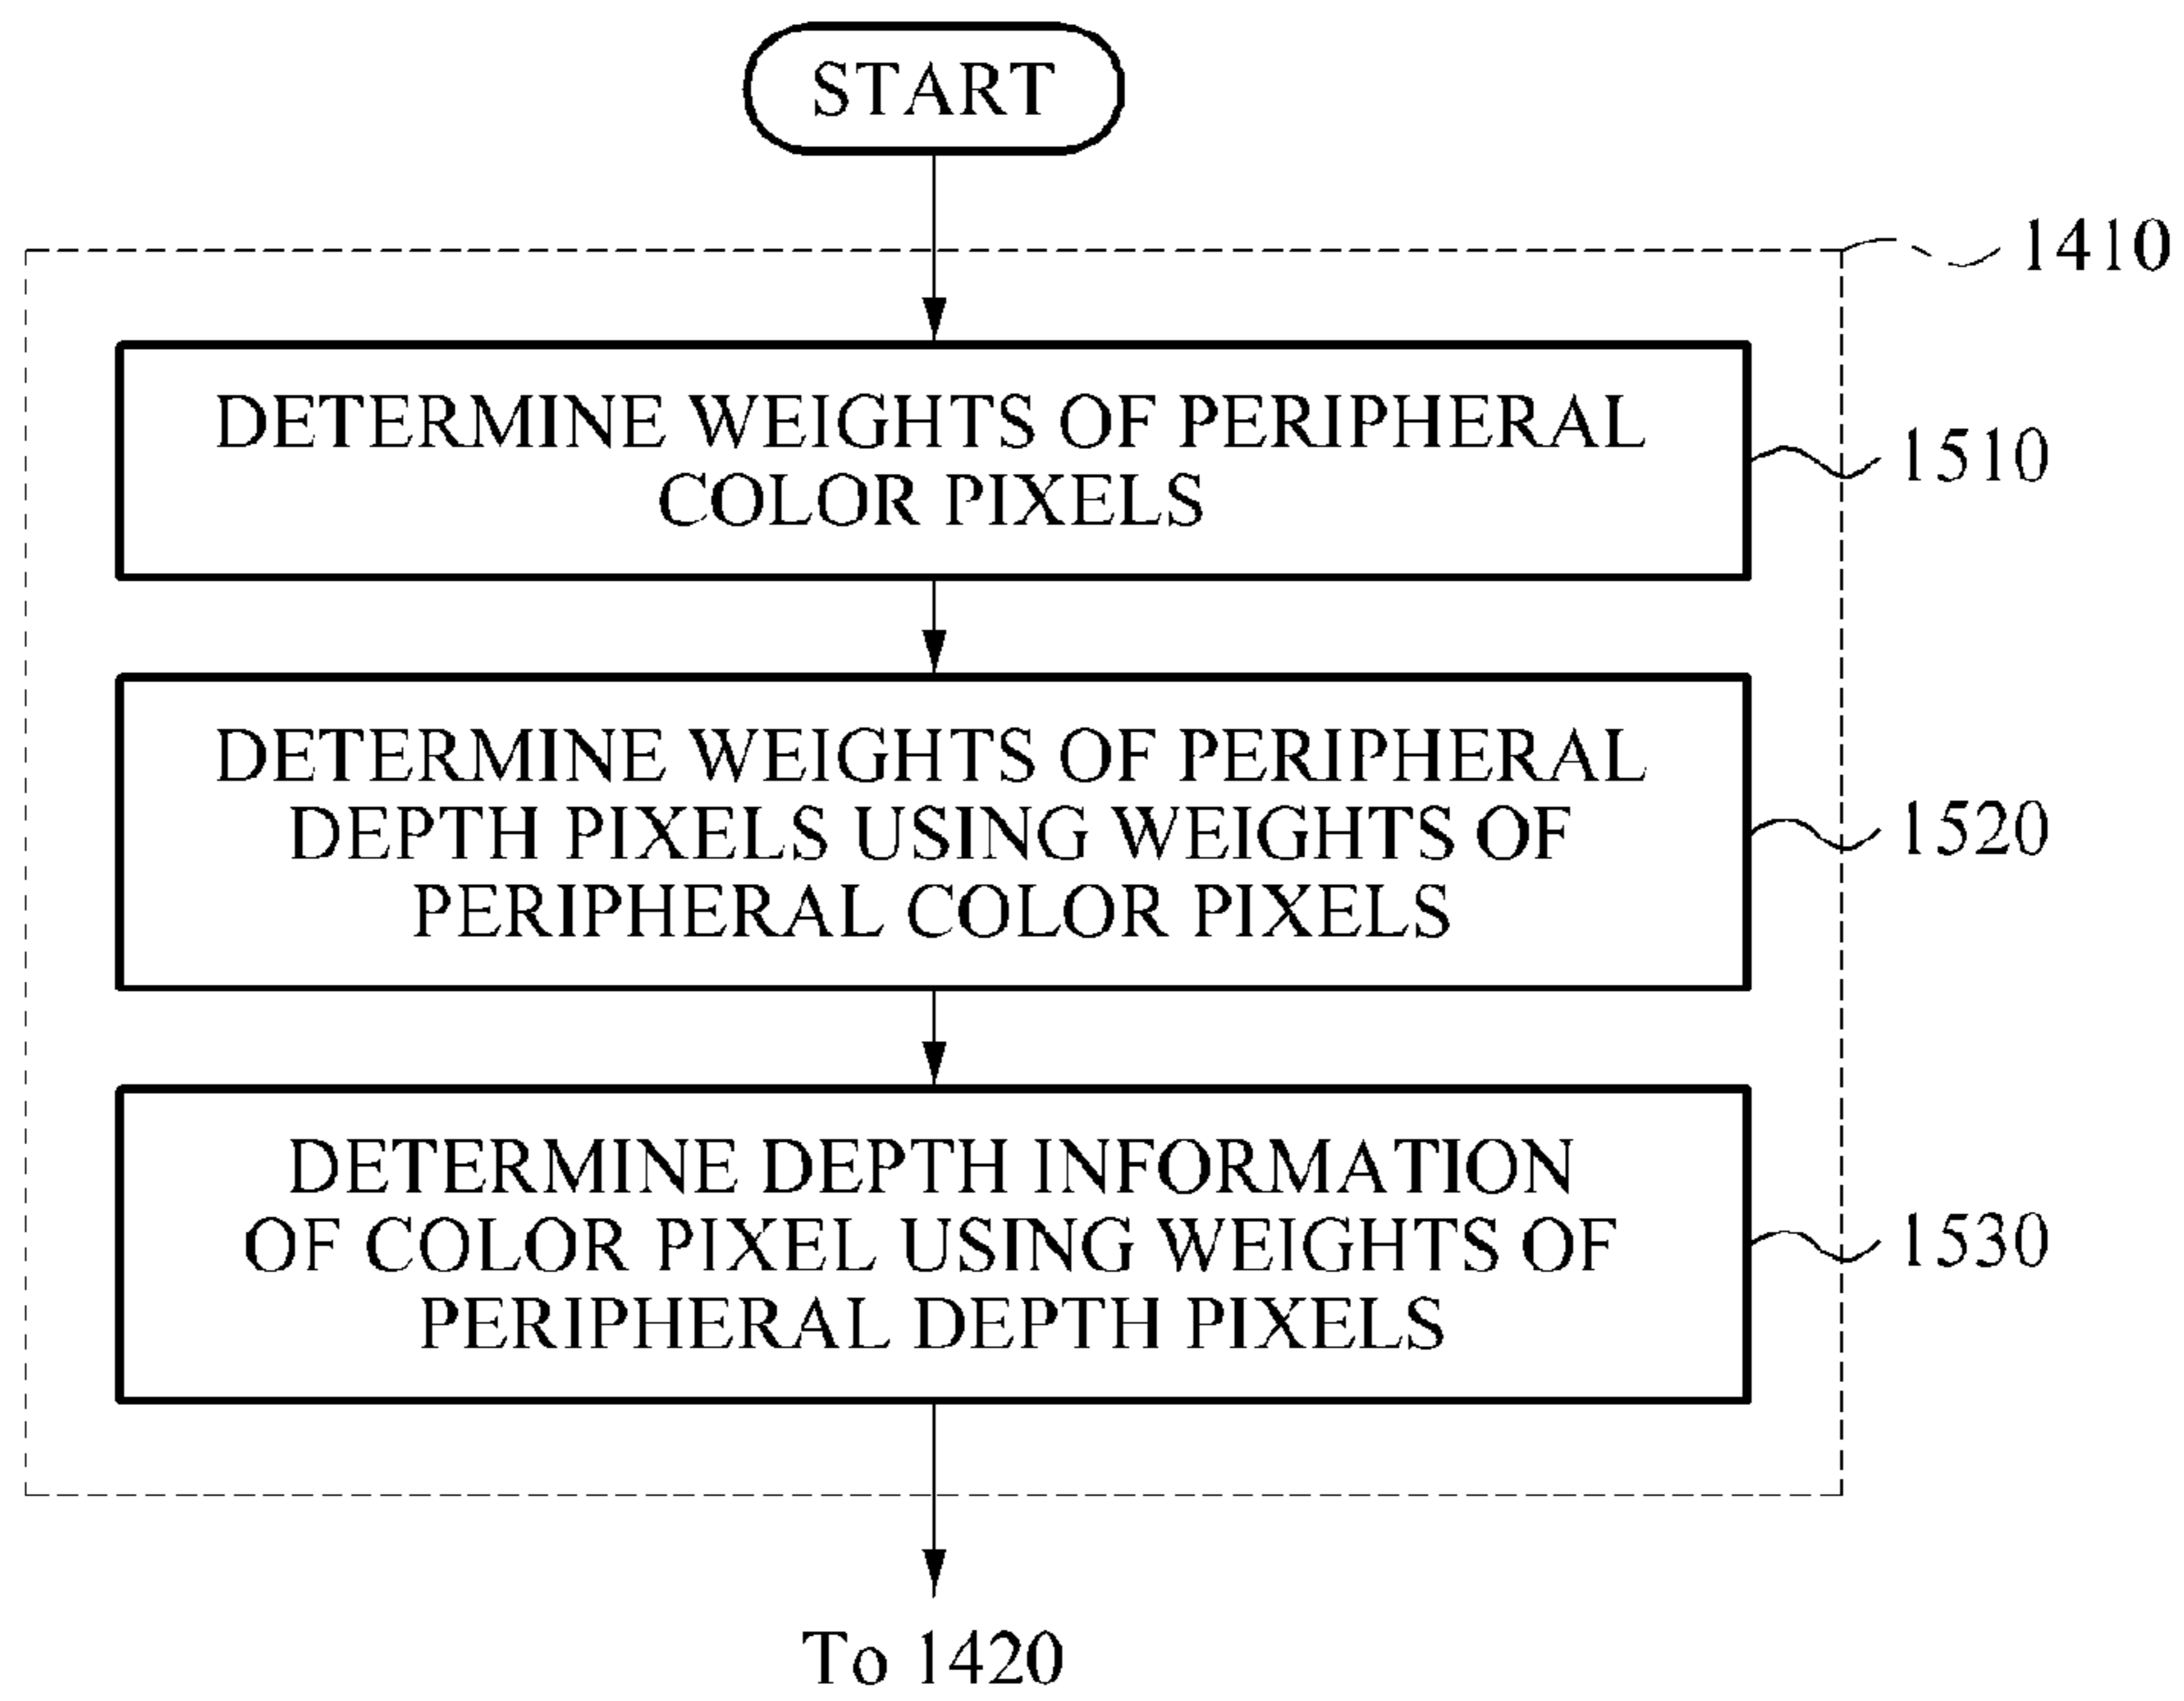 START
1410
DETERMINE WEIGHTS OF PERIPHERAL
COLOR PIXELS
1510
DETERMINE WEIGHTS OF PERIPHERAL
DEPTH PIXELS USING WEIGHTS OF
PERIPHERAL COLOR PIXELS
1520
DETERMINE DEPTH INFORMATION
OF COLOR PIXEL USING WEIGHTS OF
PERIPHERAL DEPTH PIXELS
1530
To 1420